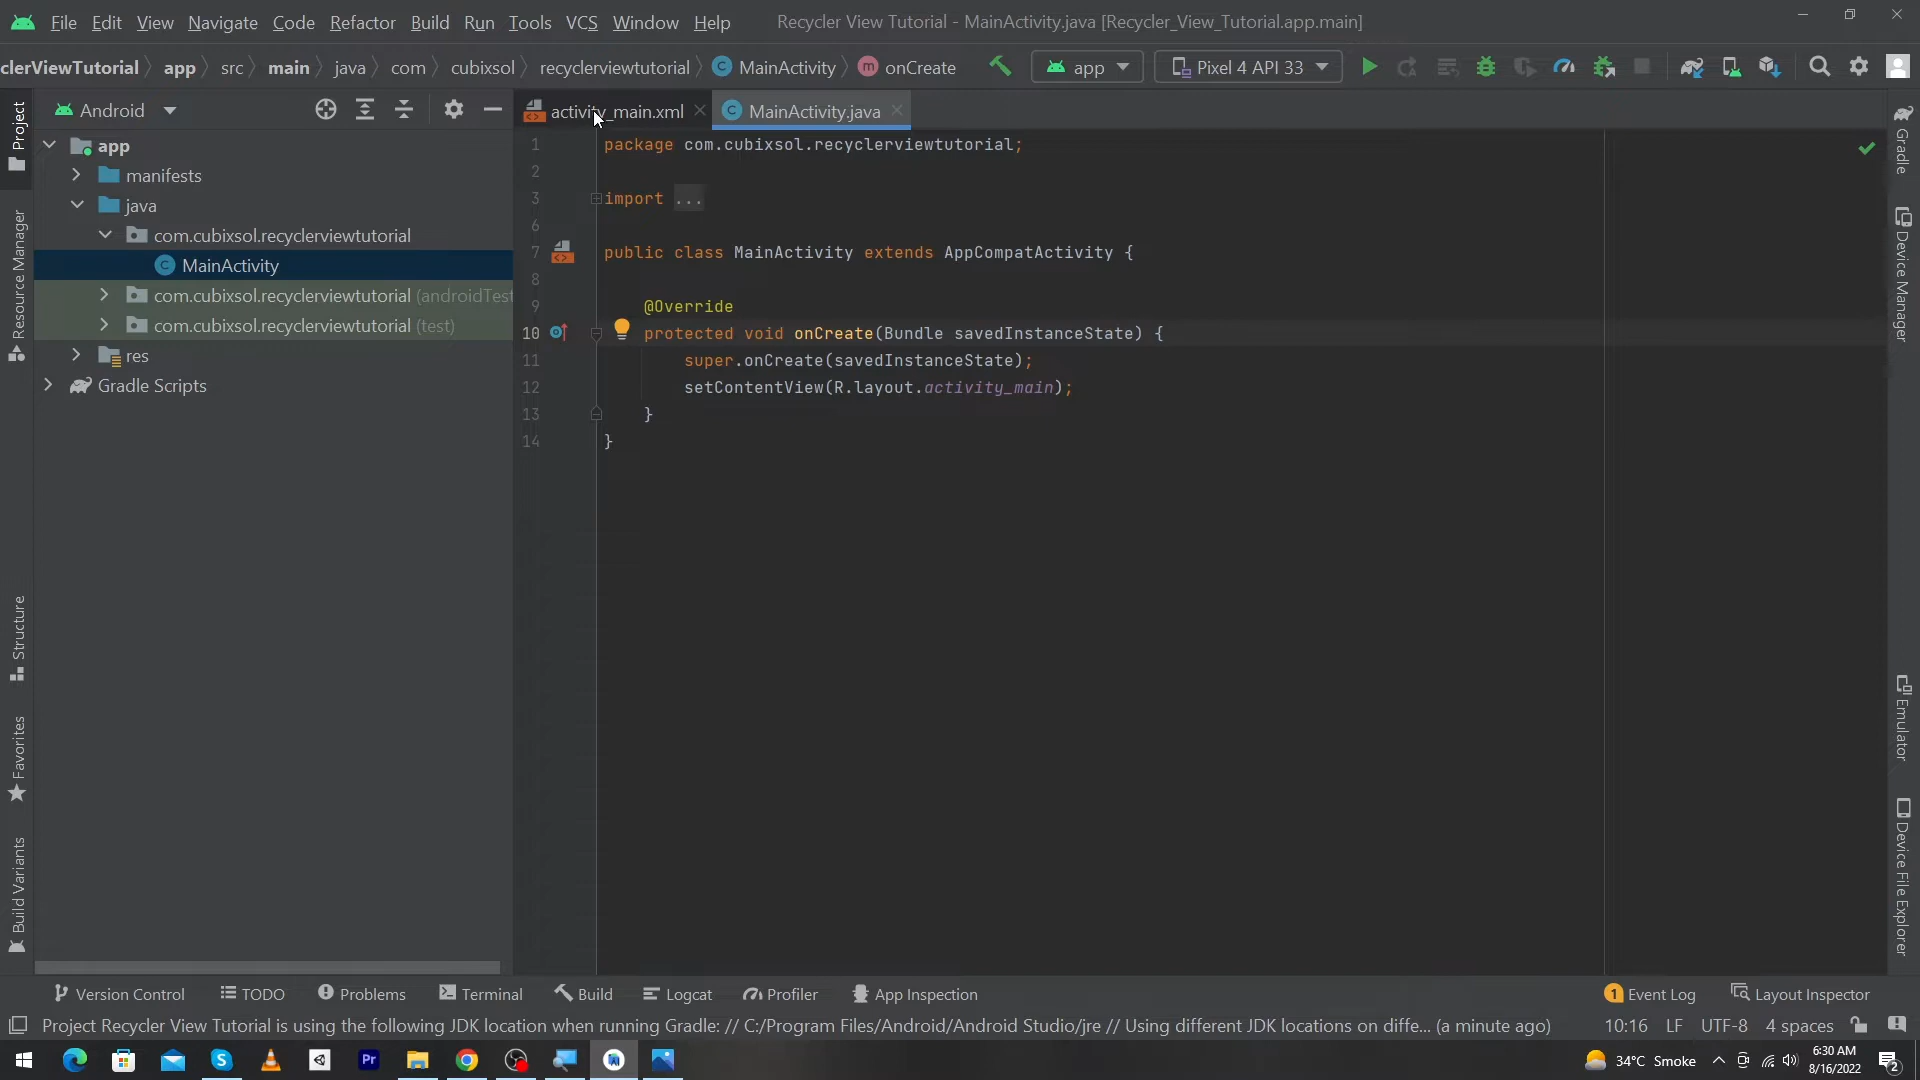 File Edit View Navigate Code Refactor Build Run Tools VCS Window Help Recycler View Tutorial - MainActivity.java [Recycler_View_Tutorial.app.main]
clerViewTutorial app src main java com cubixsol recyclerviewtutorial MainActivity onCreate app Pixel 4 API 33
Android
activity_main.xml MainActivity.java
Project
Resource Manager
Structure
Favorites
Build Variants
app
manifests
java
com.cubixsol.recyclerviewtutorial
MainActivity
com.cubixsol.recyclerviewtutorial (androidTest
com.cubixsol.recyclerviewtutorial (test)
res
Gradle Scripts
1 package com.cubixsol.recyclerviewtutorial;
2
3 import ...
6
7 public class MainActivity extends AppCompatActivity {
8
9 @Override
10 protected void onCreate(Bundle savedInstanceState) {
11 super.onCreate(savedInstanceState);
12 setContentView(R.layout.activity_main);
13 }
14 }
Gradle
Device Manager
Emulator
Device File Explorer
Version Control TODO Problems Terminal Build Logcat Profiler App Inspection 1 Event Log Layout Inspector
Project Recycler View Tutorial is using the following JDK location when running Gradle: // C:/Program Files/Android/Android Studio/jre // Using different JDK locations on diffe... (a minute ago) 10:16 LF UTF-8 4 spaces
S Pr 34°C Smoke 6:30 AM
8/16/2022 2